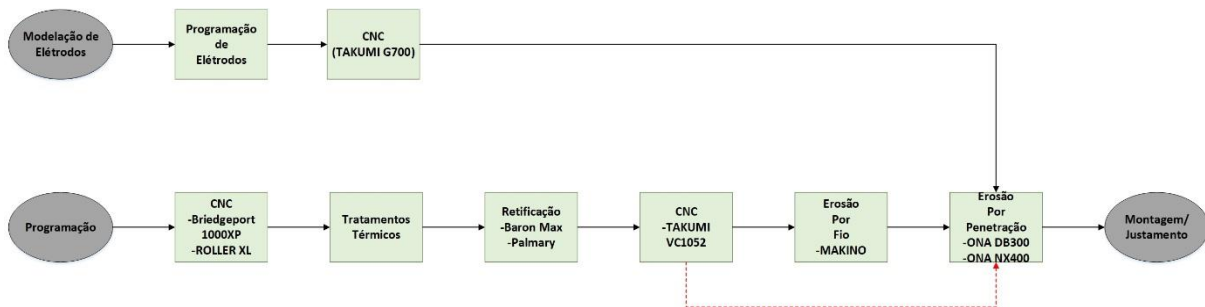 Modelação de
Elétrodos
Programação
de
Elétrodos
CNC
(TAKUMI G700)
Programação
CNC
-Briedgeport
1000XP
-ROLLER XL
Tratamentos
Térmicos
Retificação
-Baron Max
-Palmary
CNC
-TAKUMI
VC1052
Erosão
Por
Fio
-MAKINO
Erosão
Por
Penetração
-ONA DB300
-ONA NX400
Montagem/
Justamento